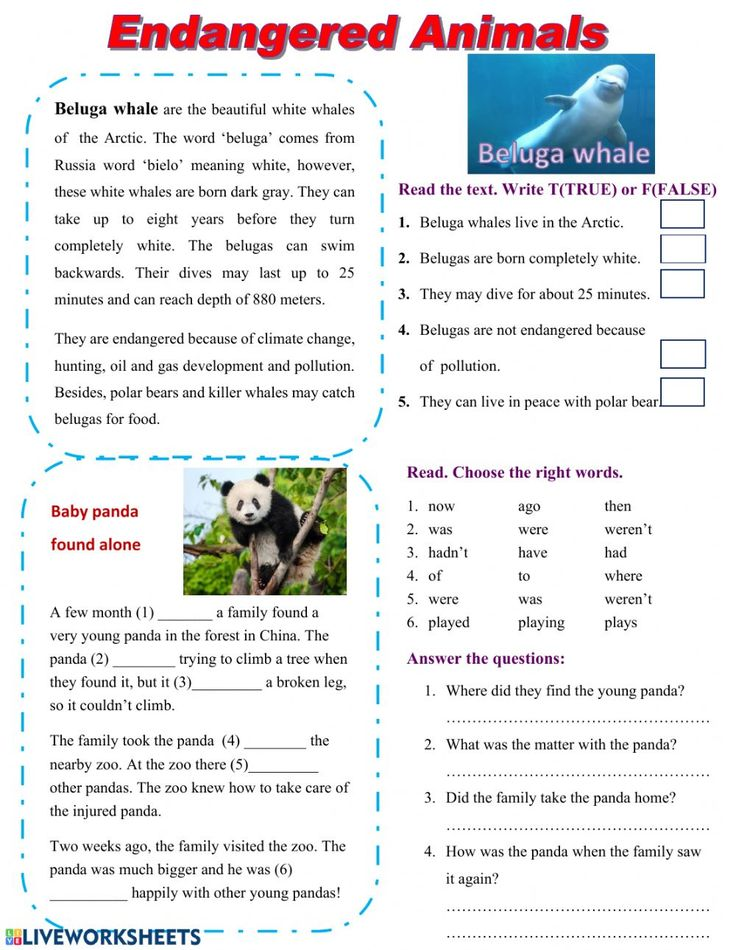 Endangered Animals
Beluga whale are the beautiful white whales
of the Arctic. The word ‘beluga’ comes from
Russia word ‘bielo’ meaning white, however,
these white whales are born dark gray. They can
take up to eight years before they turn
completely white. The belugas can swim
backwards. Their dives may last up to 25
minutes and can reach depth of 880 meters.
They are endangered because of climate change,
hunting, oil and gas development and pollution.
Besides, polar bears and killer whales may catch
belugas for food.
Beluga whale
Read the text. Write T(TRUE) or F(FALSE)
1. Beluga whales live in the Arctic.
2. Belugas are born completely white.
3. They may dive for about 25 minutes.
4. Belugas are not endangered because
of pollution.
5. They can live in peace with polar bear.
Baby panda
found alone
A few month (1) _______ a family found a
very young panda in the forest in China. The
panda (2) ________ trying to climb a tree when
they found it, but it (3)_________ a broken leg,
so it couldn’t climb.
The family took the panda (4) ________ the
nearby zoo. At the zoo there (5)_________
other pandas. The zoo knew how to take care of
the injured panda.
Two weeks ago, the family visited the zoo. The
panda was much bigger and he was (6)
__________ happily with other young pandas!
Read. Choose the right words.
1. now ago then
2. was were weren’t
3. hadn’t have had
4. of to where
5. were was weren’t
6. played playing plays
Answer the questions:
1. Where did they find the young panda?
……………………………………………
2. What was the matter with the panda?
……………………………………………
3. Did the family take the panda home?
……………………………………………
4. How was the panda when the family saw
it again?
……………………………………………
……………………………………………
LIVEWORKSHEETS